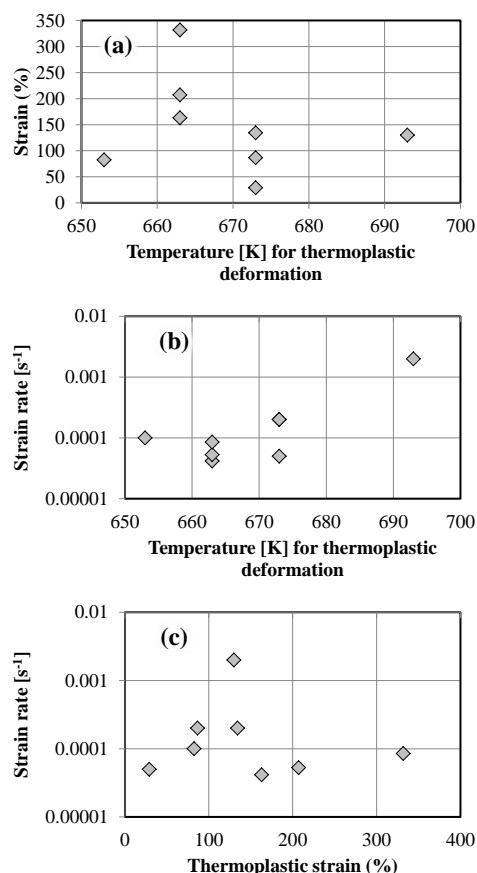 350
300
250
200
150
100
50
0
(a)
Strain (%)
650 660 670 680 690 700
Temperature [K] for thermoplastic
deformation
0.01
0.001
0.0001
0.00001
(b)
Strain rate [s-1]
650 660 670 680 690 700
Temperature [K] for thermoplastic
deformation
0.01
0.001
0.0001
0.00001
(c)
Strain rate [s-1]
0 100 200 300 400
Thermoplastic strain (%)